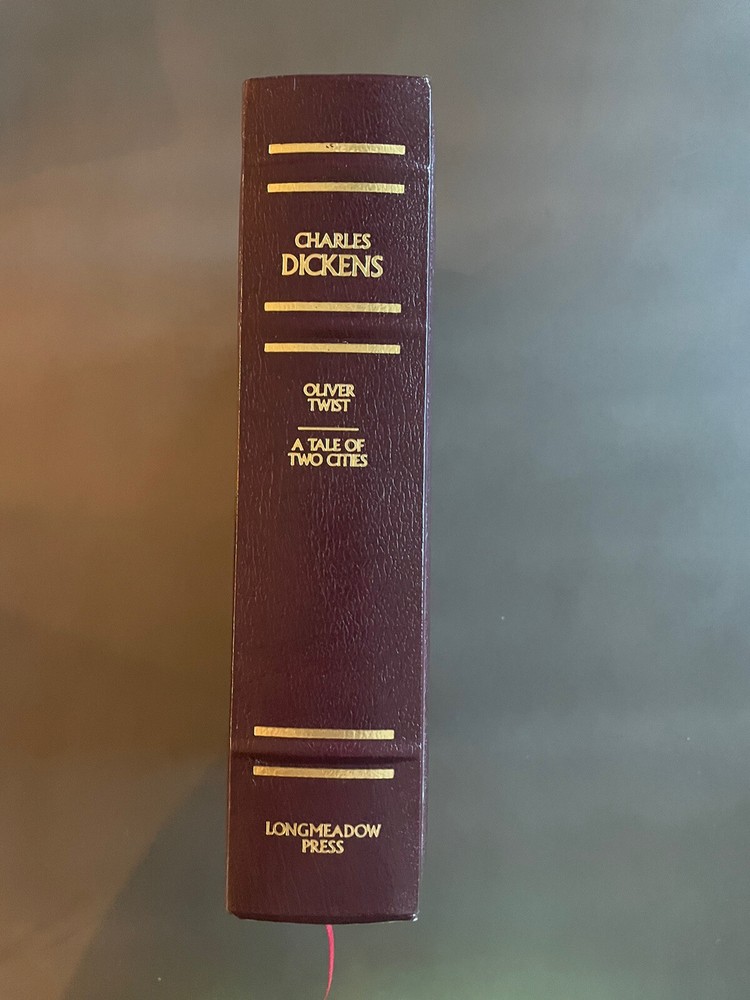 CHARLES
DICKENS
OLIVER
TWIST
A TALE OF
TWO CITIES
LONGMEADOW
PRESS